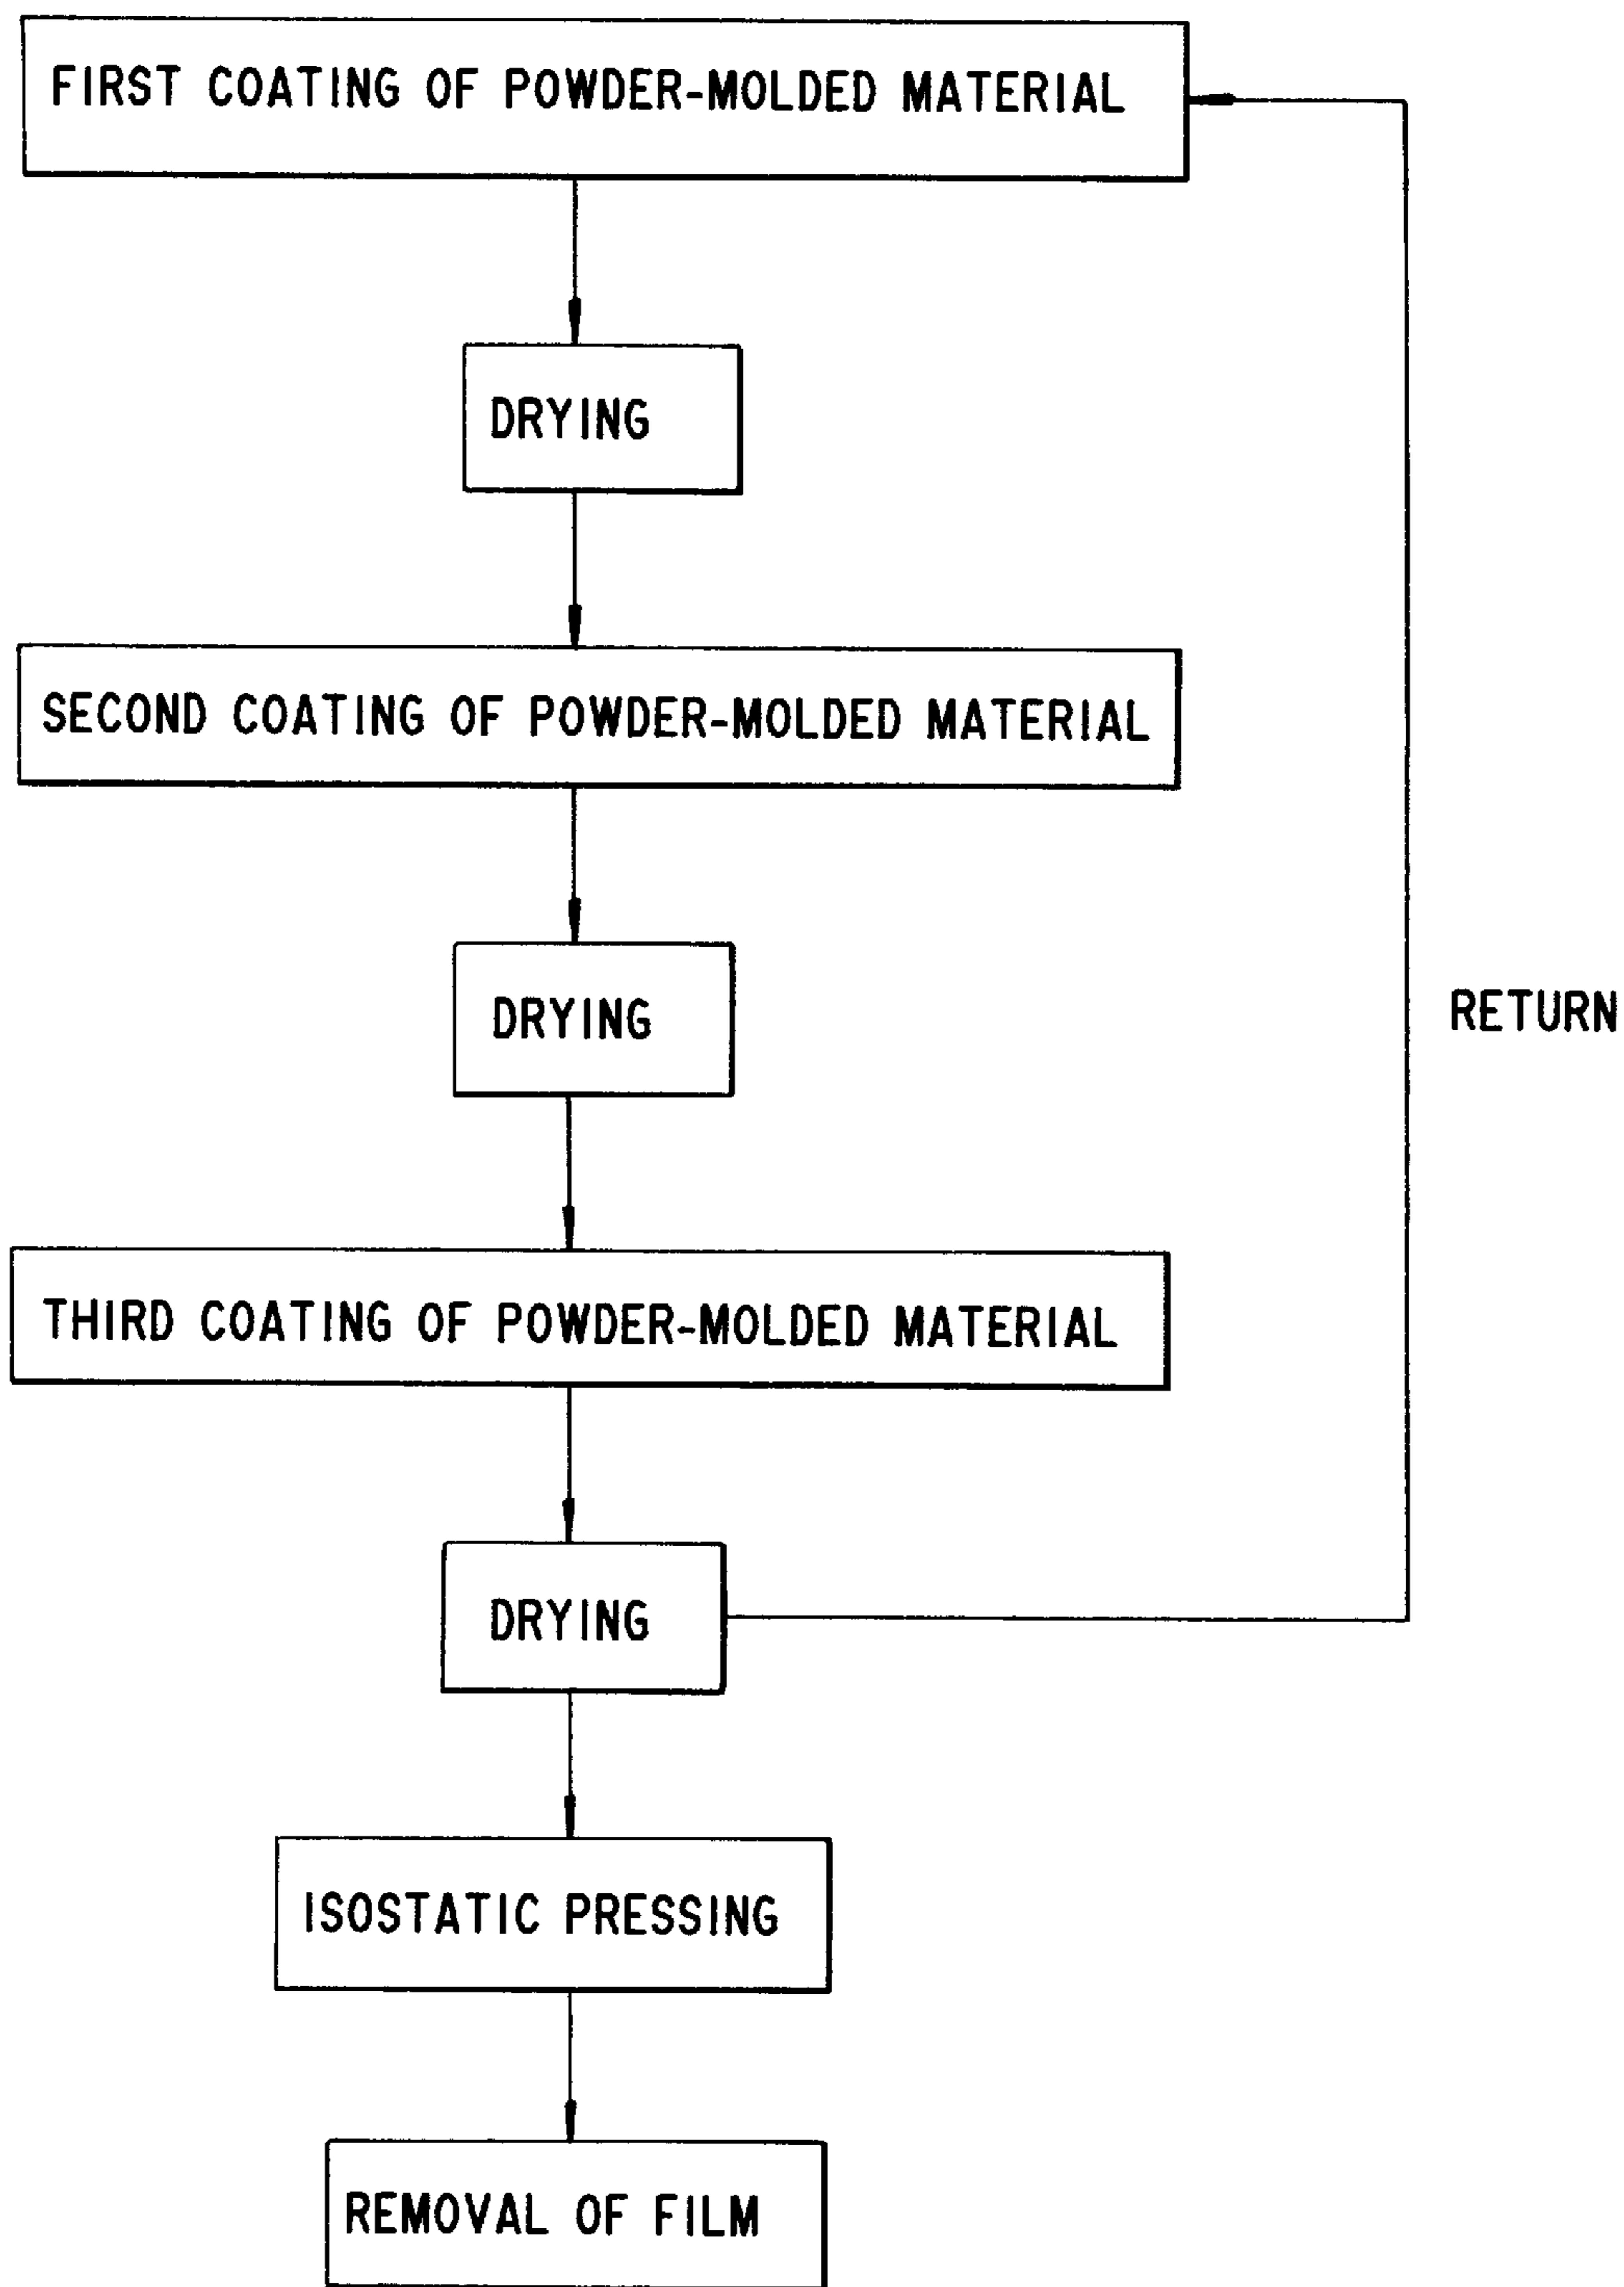 FIRST COATING OF POWDER-MOLDED MATERIAL
DRYING
SECOND COATING OF POWDER-MOLDED MATERIAL
DRYING
RETURN
THIRD COATING OF POWDER-MOLDED MATERIAL
DRYING
ISOSTATIC PRESSING
REMOVAL OF FILM